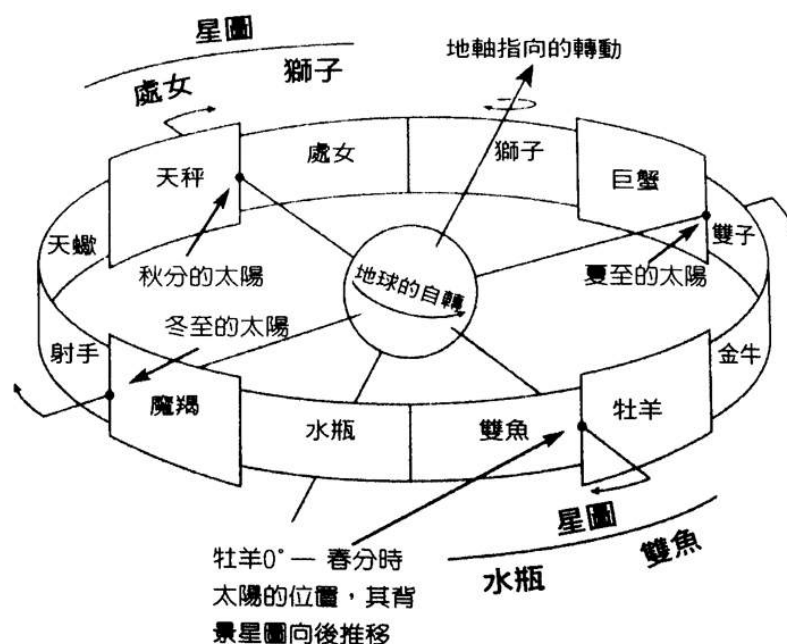 星圖
處女 獅子
地軸指向的轉動
天秤
處女
獅子
巨蟹
天蠍
雙子
秋分的太陽
地球的自轉
夏至的太陽
冬至的太陽
射手
金牛
魔羯
水瓶
雙魚
牡羊
星圖
水瓶 雙魚
牡羊0°— 春分時
太陽的位置，其背
景星圖向後推移